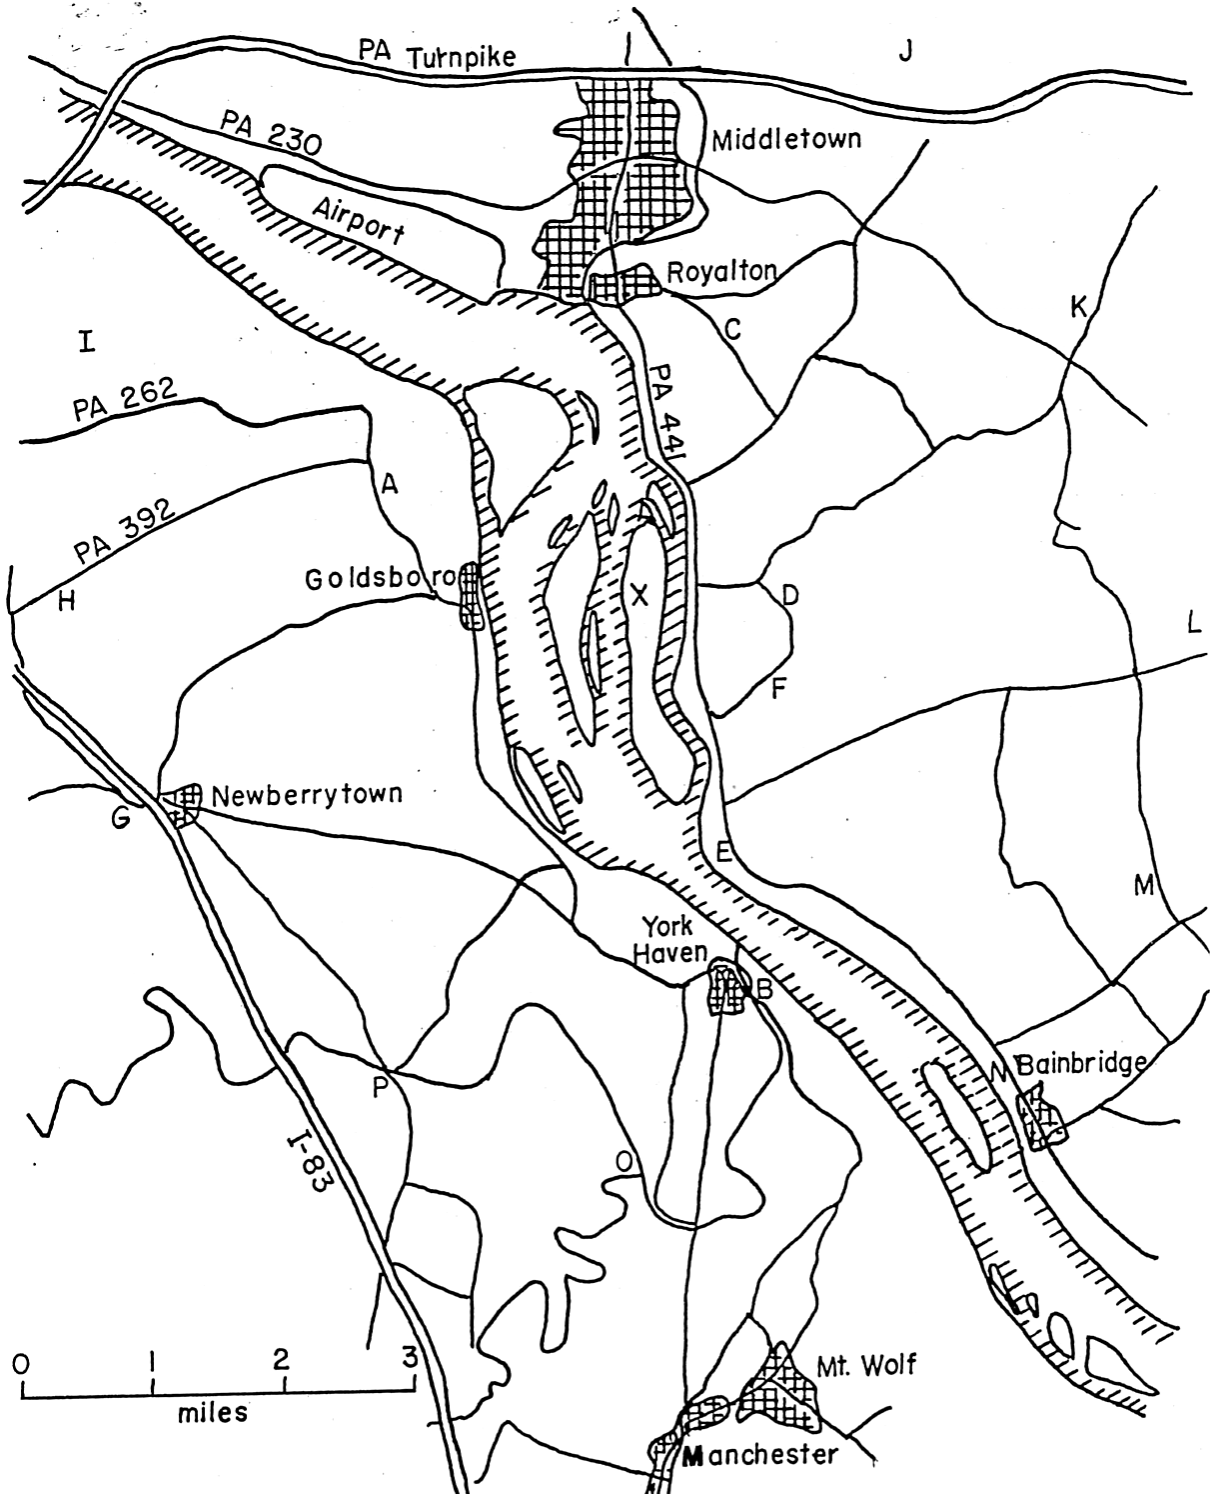 PA Turnpike
J
PA 230
Middletown
Airport
Royalton
K
C
I
PA 262
PA 441
A
PA 392
Goldsboro
X
H
D
L
F
Newberrytown
G
E
M
York
Haven
B
N
Bainbridge
P
I-83
O
0 1 2 3
miles
Mt. Wolf
Manchester